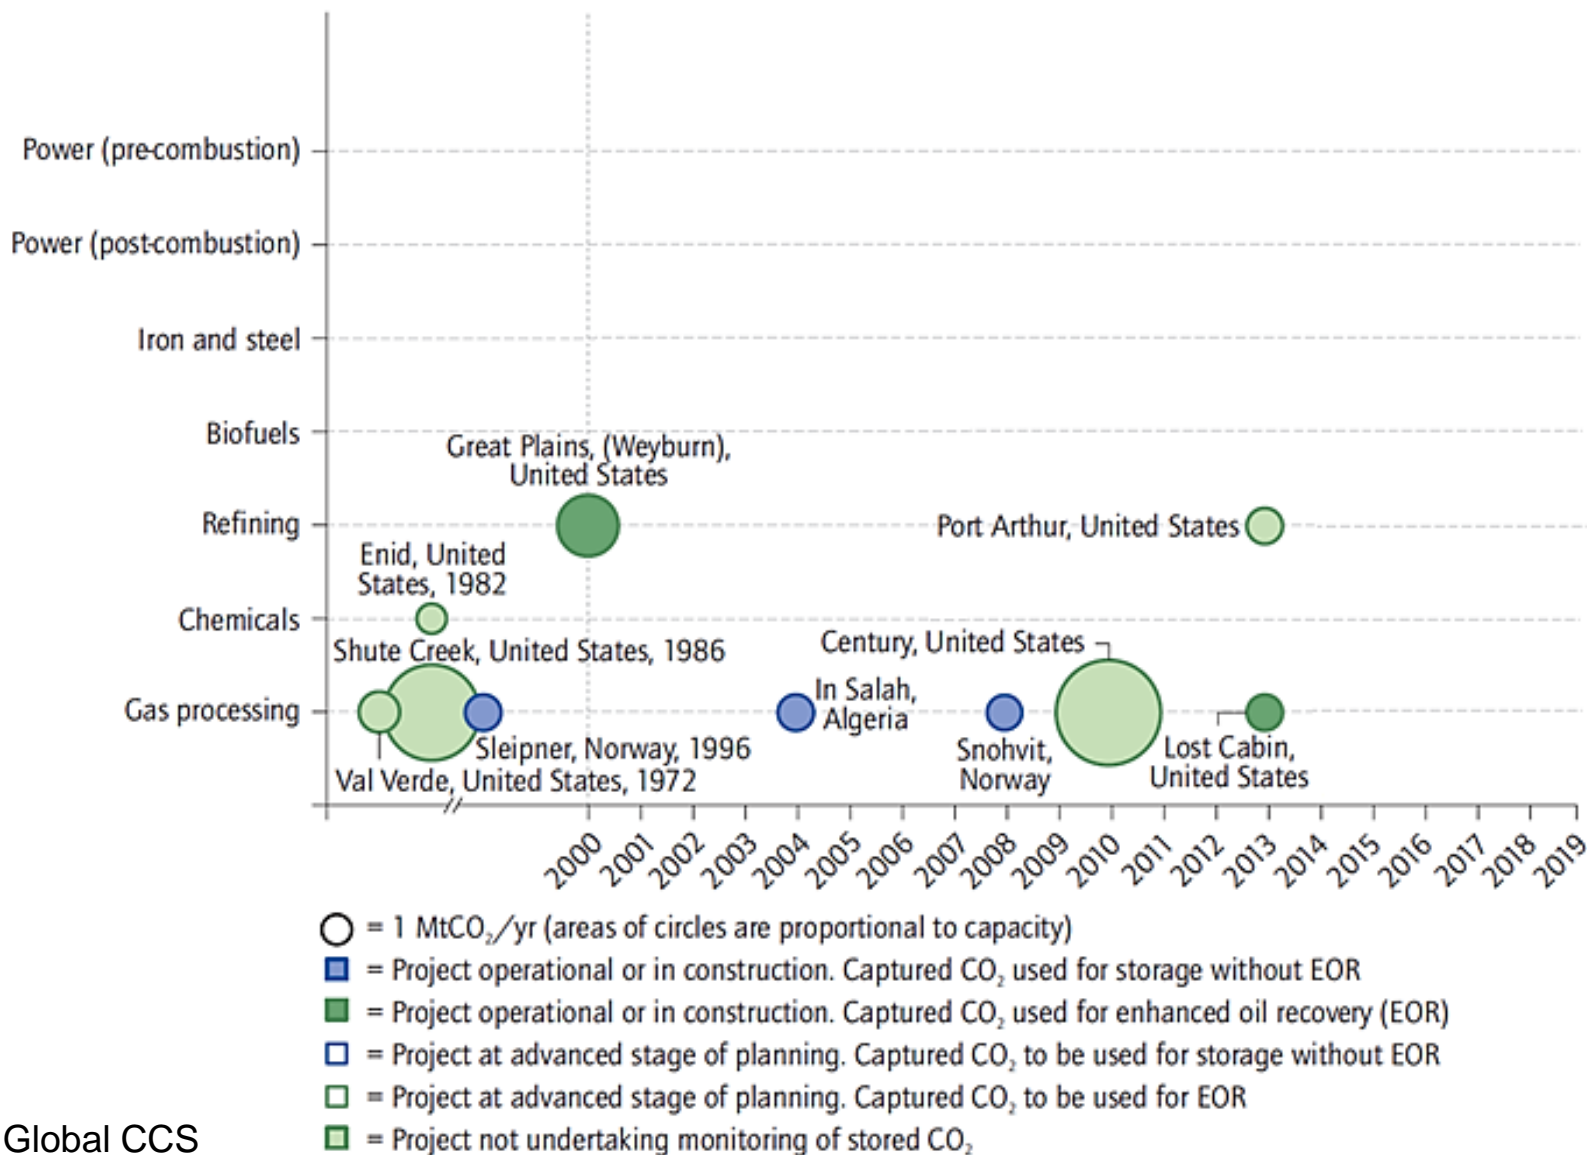 Power (pre-combustion)
Power (post-combustion)
Iron and steel
Biofuels
Great Plains, (Weyburn),
United States
Refining
Port Arthur, United States
Enid, United
States, 1982
Chemicals
Shute Creek, United States, 1986
Century, United States
In Salah,
Algeria
Gas processing
Sleipner, Norway, 1996
Snohvit,
Norway
Lost Cabin,
United States
Val Verde, United States, 1972
2000 2001 2002 2003 2004 2005 2006 2007 2008 2009 2010 2011 2012 2013 2014 2015 2016 2017 2018 2019
= 1 MtCO₂/yr (areas of circles are proportional to capacity)
= Project operational or in construction. Captured CO₂ used for storage without EOR
= Project operational or in construction. Captured CO₂ used for enhanced oil recovery (EOR)
= Project at advanced stage of planning. Captured CO₂ to be used for storage without EOR
= Project at advanced stage of planning. Captured CO₂ to be used for EOR
= Project not undertaking monitoring of stored CO₂
Global CCS